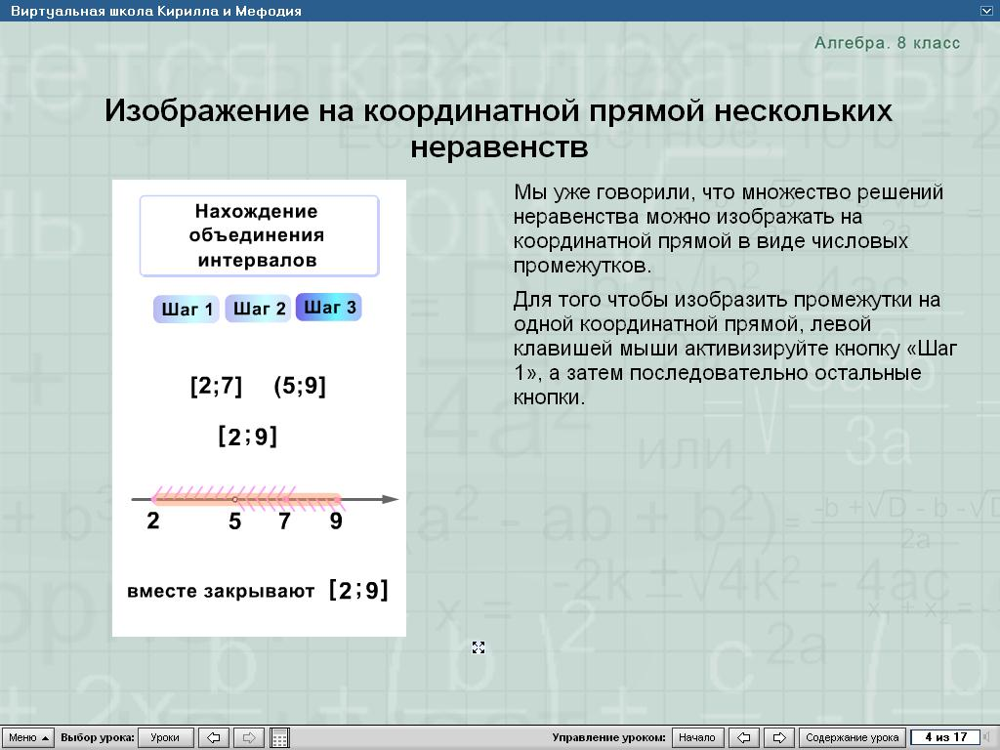 Виртуальная школа Кирилла и Мефодия
Алгебра. 8 класс
Изображение на координатной прямой нескольких
неравенств
Нахождение
объединения
интервалов
Шаг 1 Шаг 2 Шаг 3
[2;7] (5;9]
[2;9]
2 5 7 9
вместе закрывают [2;9]
Мы уже говорили, что множество решений
неравенства можно изображать на
координатной прямой в виде числовых
промежутков.
Для того чтобы изобразить промежутки на
одной координатной прямой, левой
клавишей мыши активизируйте кнопку «Шаг
1», а затем последовательно остальные
кнопки.
Меню Выбор урока: Уроки Управление уроком: Начало Содержание урока 4 из 17